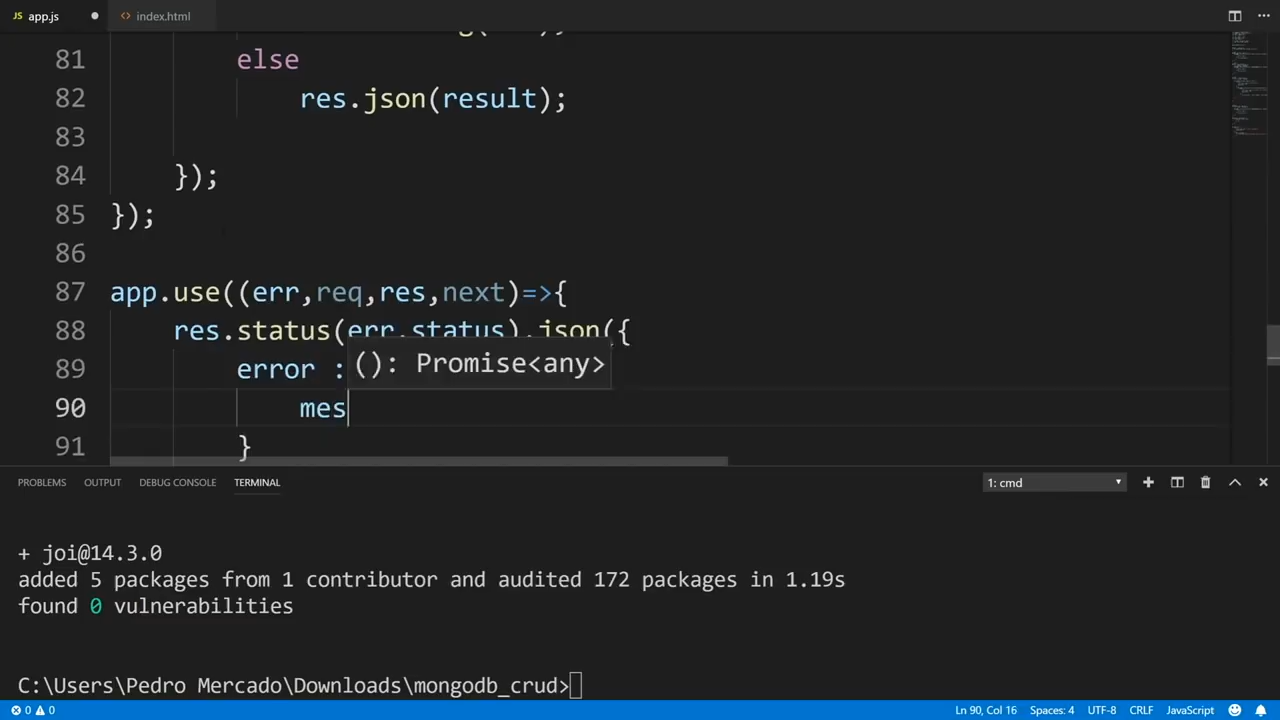 JS app.js ● <> index.html
81 else
82 res.json(result);
83
84 });
85 });
86
87 app.use((err,req,res,next)=>{
88 res.status(err.status).json({
89 error : (): Promise<any>
90 mes
91 }
PROBLEMS OUTPUT DEBUG CONSOLE TERMINAL 1: cmd
+ joi@14.3.0
added 5 packages from 1 contributor and audited 172 packages in 1.19s
found 0 vulnerabilities
C:\Users\Pedro Mercado\Downloads\mongodb_crud>
0 0 Ln 90, Col 16 Spaces: 4 UTF-8 CRLF JavaScript